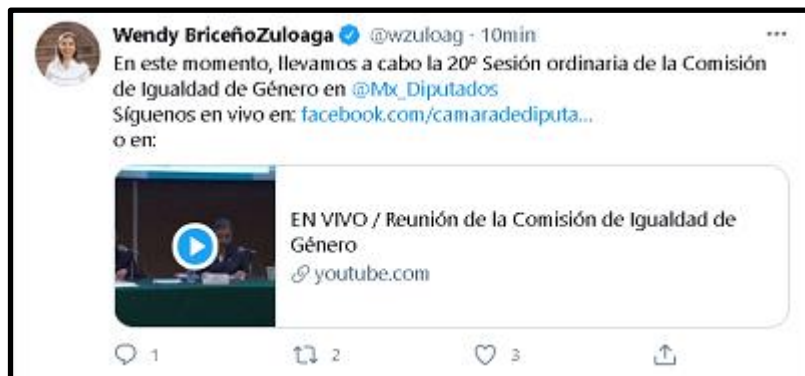 Wendy BriceñoZuloaga @wzuloag · 10min
En este momento, llevamos a cabo la 20º Sesión ordinaria de la Comisión
de Igualdad de Género en @Mx_Diputados
Síguenos en vivo en: facebook.com/camaradediputa...
o en:
EN VIVO / Reunión de la Comisión de Igualdad de
Género
youtube.com
1 2 3